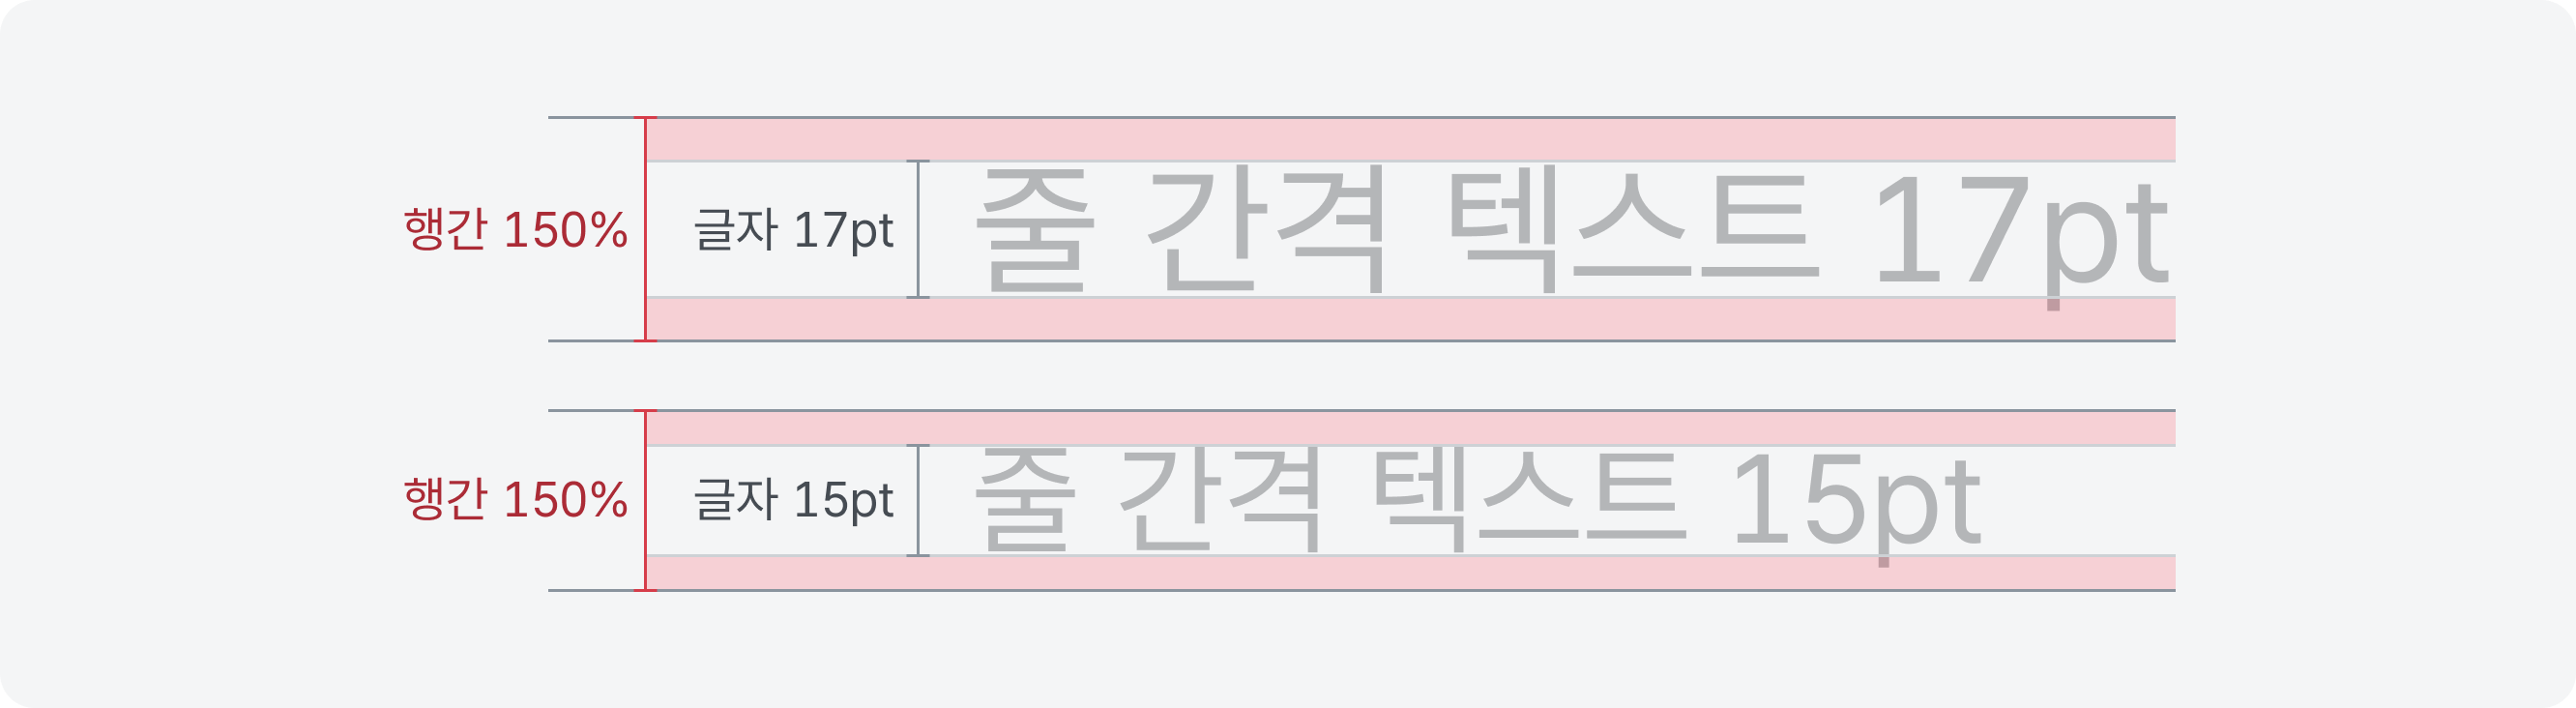 행간 150% 글자 17pt 줄 간격 텍스트 17pt
행간 150% 글자 15pt 줄 간격 텍스트 15pt